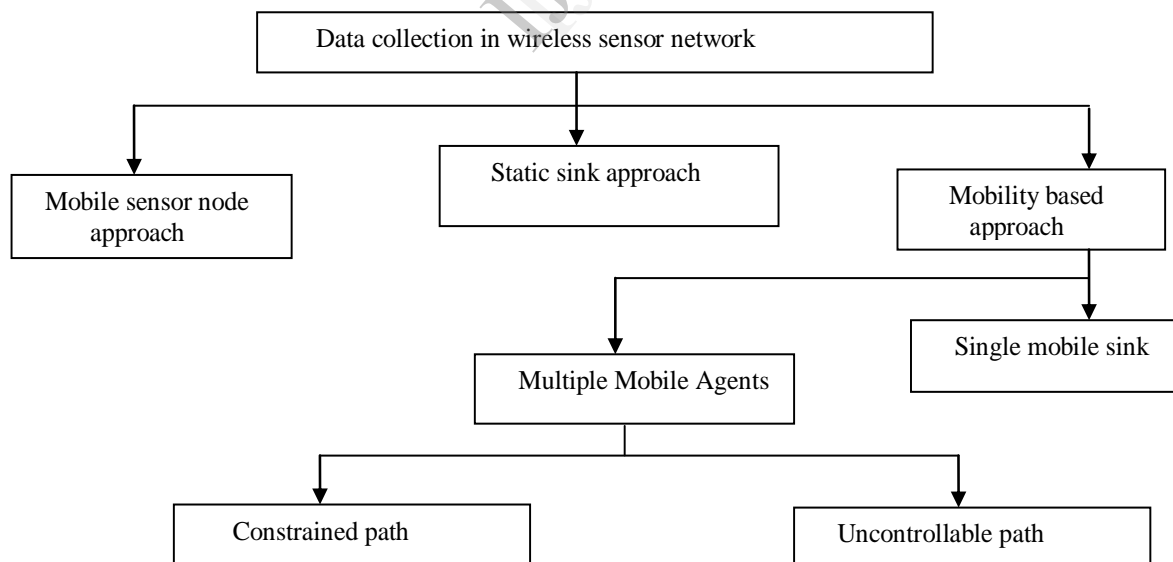 Data collection in wireless sensor network
Static sink approach
Mobile sensor node
approach
Mobility based
approach
Single mobile sink
Multiple Mobile Agents
Constrained path
Uncontrollable path